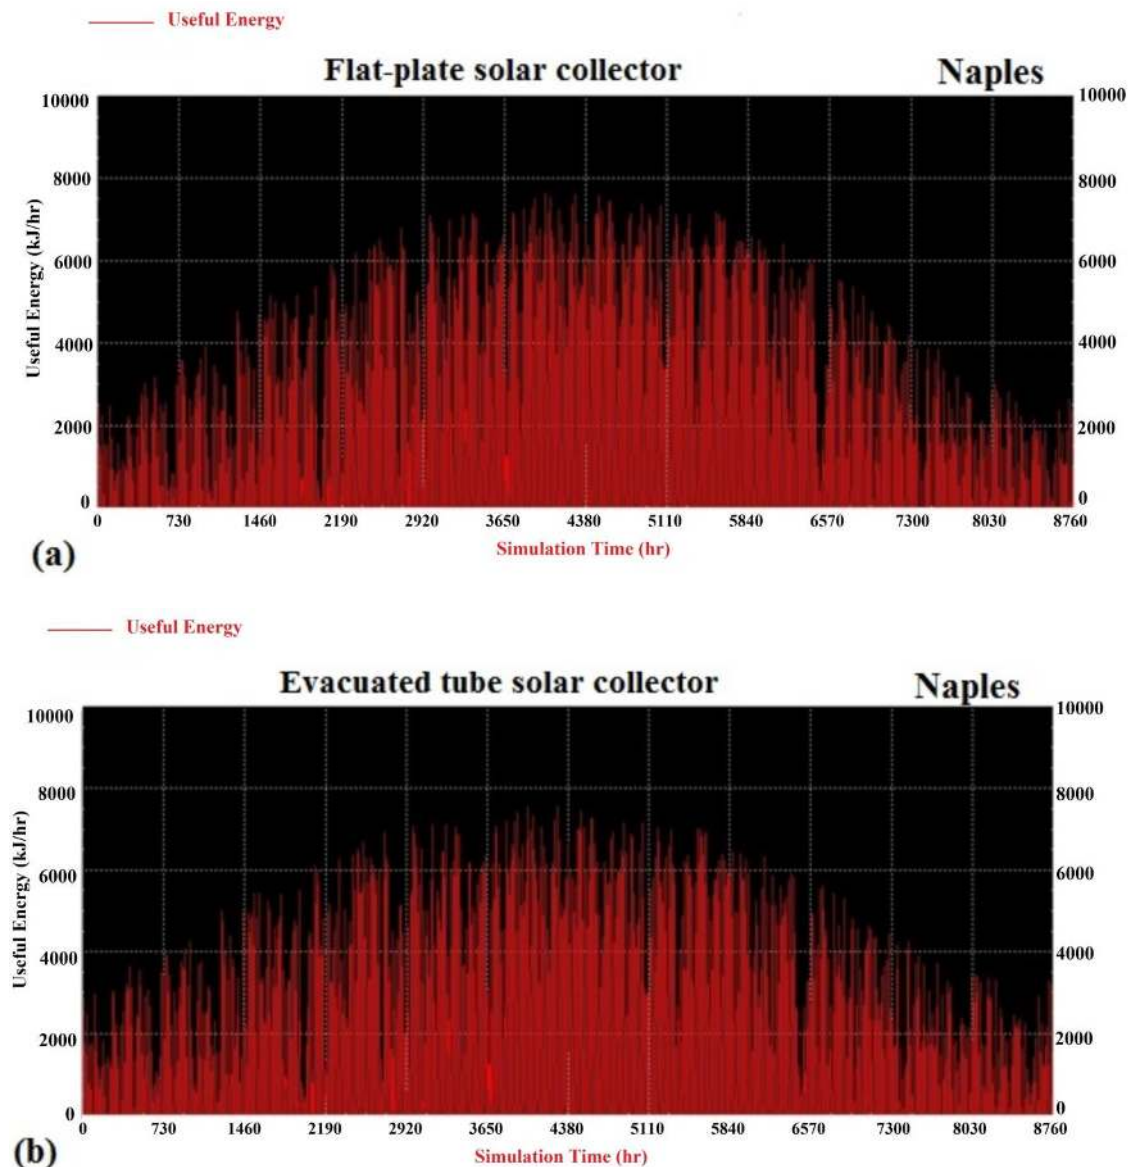 Useful Energy
Flat-plate solar collector Naples
10000 10000
8000 8000
6000 6000
4000 4000
2000 2000
0 0
Useful Energy (kJ/hr)
0 730 1460 2190 2920 3650 4380 5110 5840 6570 7300 8030 8760
Simulation Time (hr)
(a)
Useful Energy
Evacuated tube solar collector Naples
10000 10000
8000 8000
6000 6000
4000 4000
2000 2000
0 0
Useful Energy (kJ/hr)
0 730 1460 2190 2920 3650 4380 5110 5840 6570 7300 8030 8760
Simulation Time (hr)
(b)